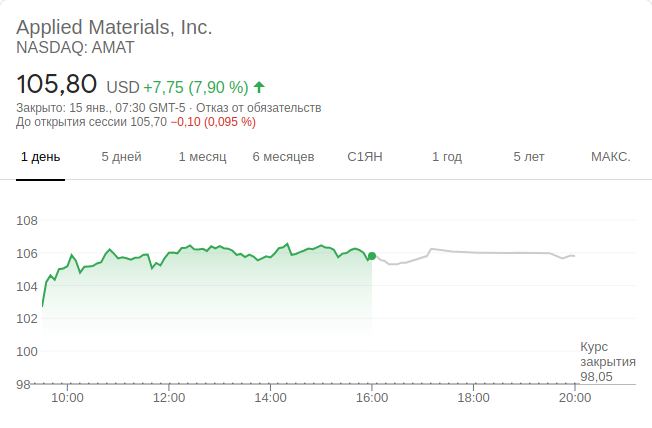 Applied Materials, Inc.
NASDAQ: AMAT
105,80 USD +7,75 (7,90 %)
Закрыто: 15 янв., 07:30 GMT-5 · Отказ от обязательств
До открытия сессии 105,70 −0,10 (0,095 %)
1 день 5 дней 1 месяц 6 месяцев С1ЯН 1 год 5 лет МАКС.
108
106
104
102
100
Курс
закрытия
98,05
98
10:00 12:00 14:00 16:00 18:00 20:00